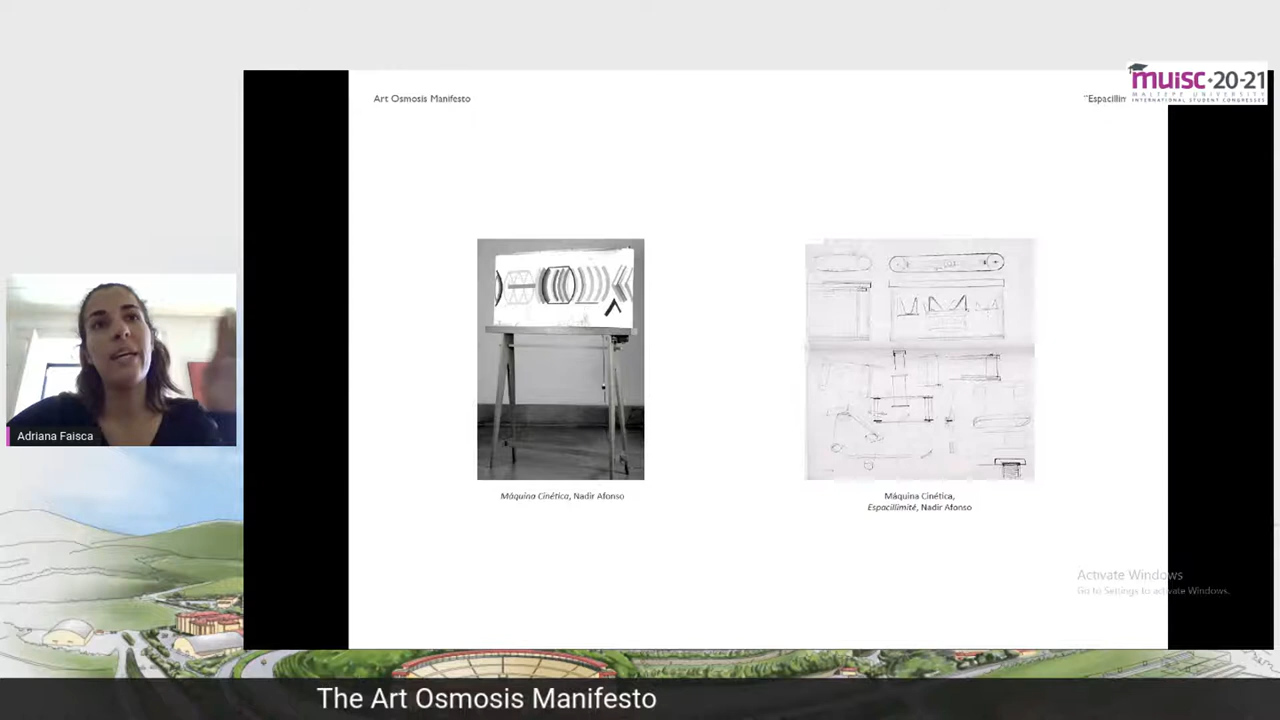 muisc·20-21
MALTEPE UNIVERSITY
INTERNATIONAL STUDENT CONGRESSES
Art Osmosis Manifesto
Adriana Faisca
Máquina Cinética, Nadir Afonso
Máquina Cinética,
Espacillimité, Nadir Afonso
Activate Windows
Go to Settings to activate Windows.
The Art Osmosis Manifesto